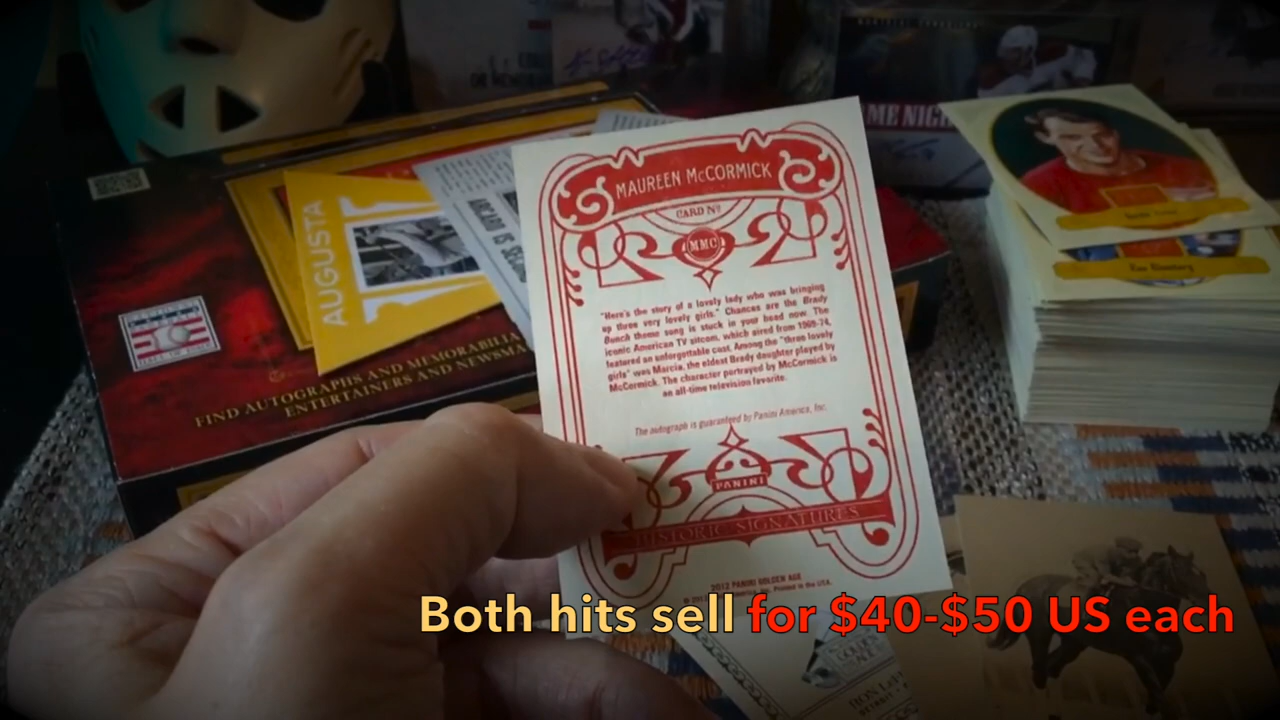 MAUREEN McCORMICK
CARD Nº
MMC
"Here's the story of a lovely lady who was bringing
up three very lovely girls." Chances are the Brady
Bunch theme song is stuck in your head now. The
iconic American TV sitcom, which aired from 1969-74,
featured an unforgettable cast. Among the "three lovely
girls" was Marcia, the eldest Brady daughter played by
McCormick. The character portrayed by McCormick is
an all-time television favorite.
The autograph is guaranteed by Panini America, Inc.
PANINI
HISTORIC SIGNATURES
2012 PANINI GOLDEN AGE
Printed in the USA.
AUGUSTA
ARCARO IS
FIND AUTOGRAPHS AND MEMORABILIA
ENTERTAINERS AND NEWSMA
ME NIGH
Both hits sell for $40-$50 US each